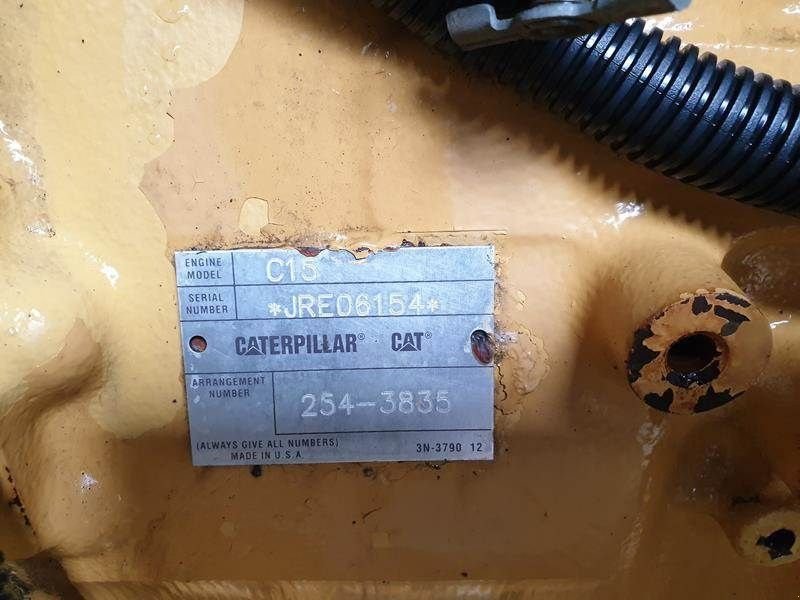 ENGINE MODEL C15
SERIAL NUMBER *JRE06154*
CATERPILLAR® CAT®
ARRANGEMENT NUMBER 254-3835
(ALWAYS GIVE ALL NUMBERS) 3N-3790 12
MADE IN U.S.A.